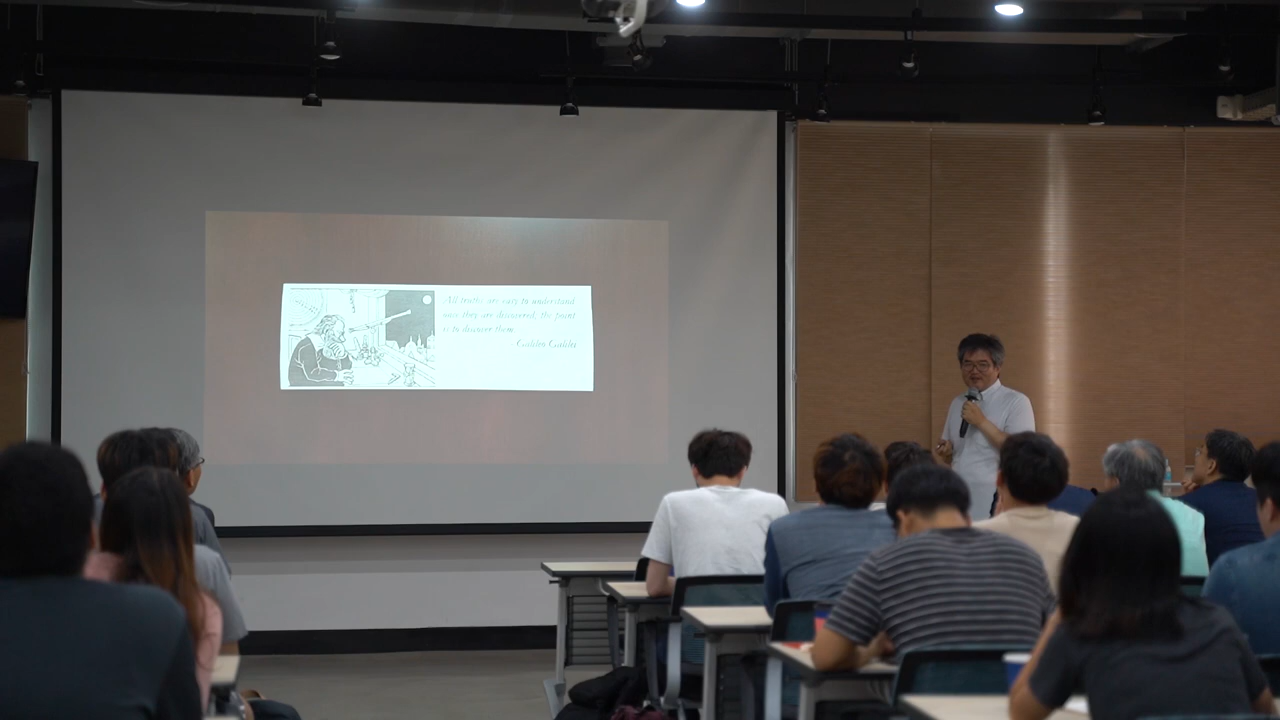 All truths are easy to understand
once they are discovered; the point
is to discover them.
Galileo Galilei